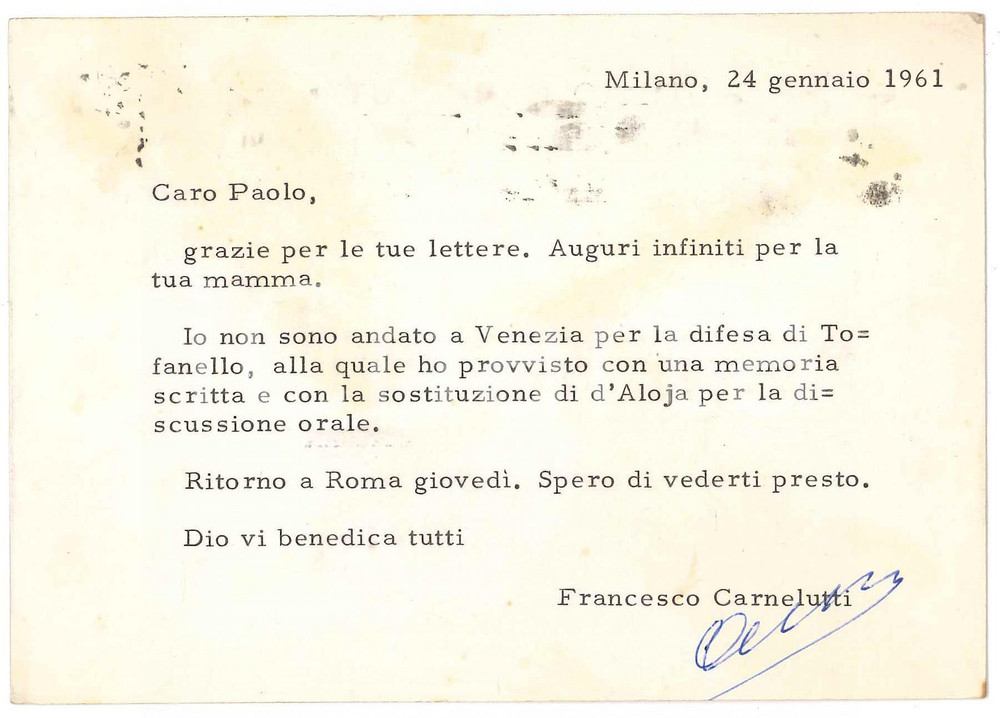 Milano, 24 gennaio 1961
Caro Paolo,
grazie per le tue lettere. Auguri infiniti per la
tua mamma.
Io non sono andato a Venezia per la difesa di To=
fanello, alla quale ho provvisto con una memoria
scritta e con la sostituzione di d'Aloja per la di=
scussione orale.
Ritorno a Roma giovedì. Spero di vederti presto.
Dio vi benedica tutti
Francesco Carnelutti